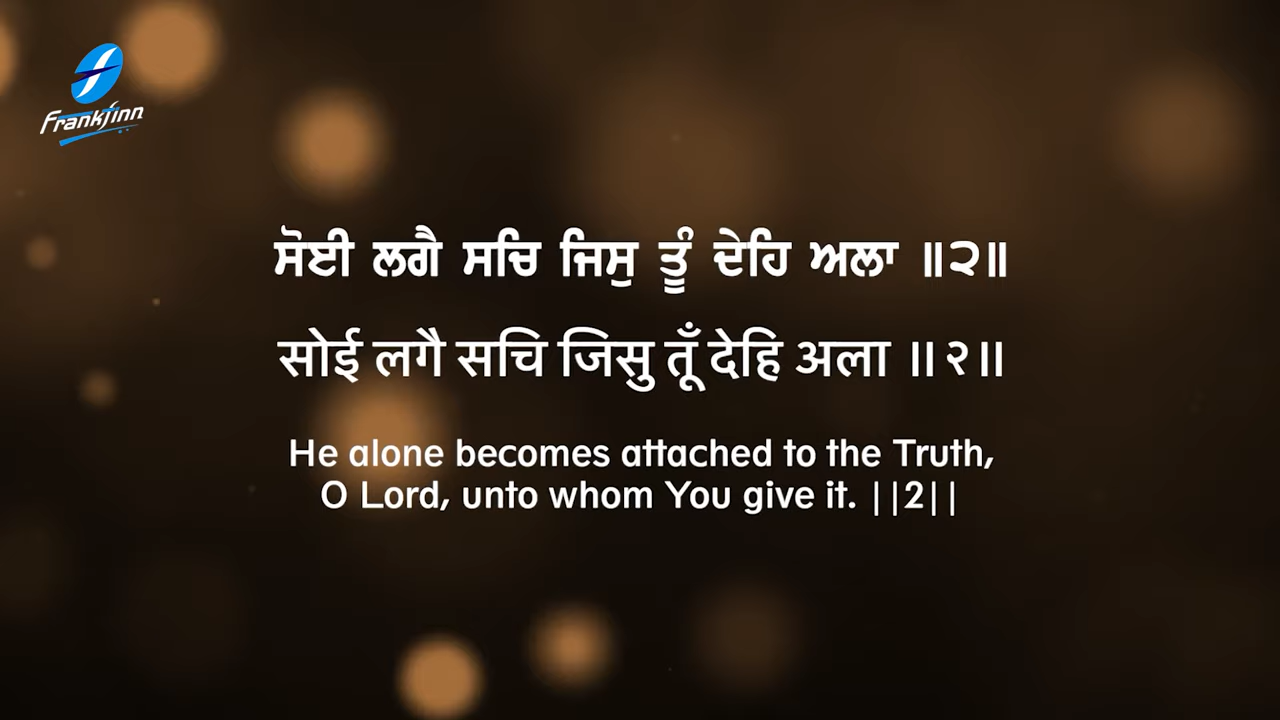 Frankfinn
ਸੋਈ ਲਗੈ ਸਚਿ ਜਿਸੁ ਤੂੰ ਦੇਹਿ ਅਲਾ ॥੨॥
सोई लगै सचि जिसु तूँ देहि अला ॥२॥
He alone becomes attached to the Truth,
O Lord, unto whom You give it. ||2||